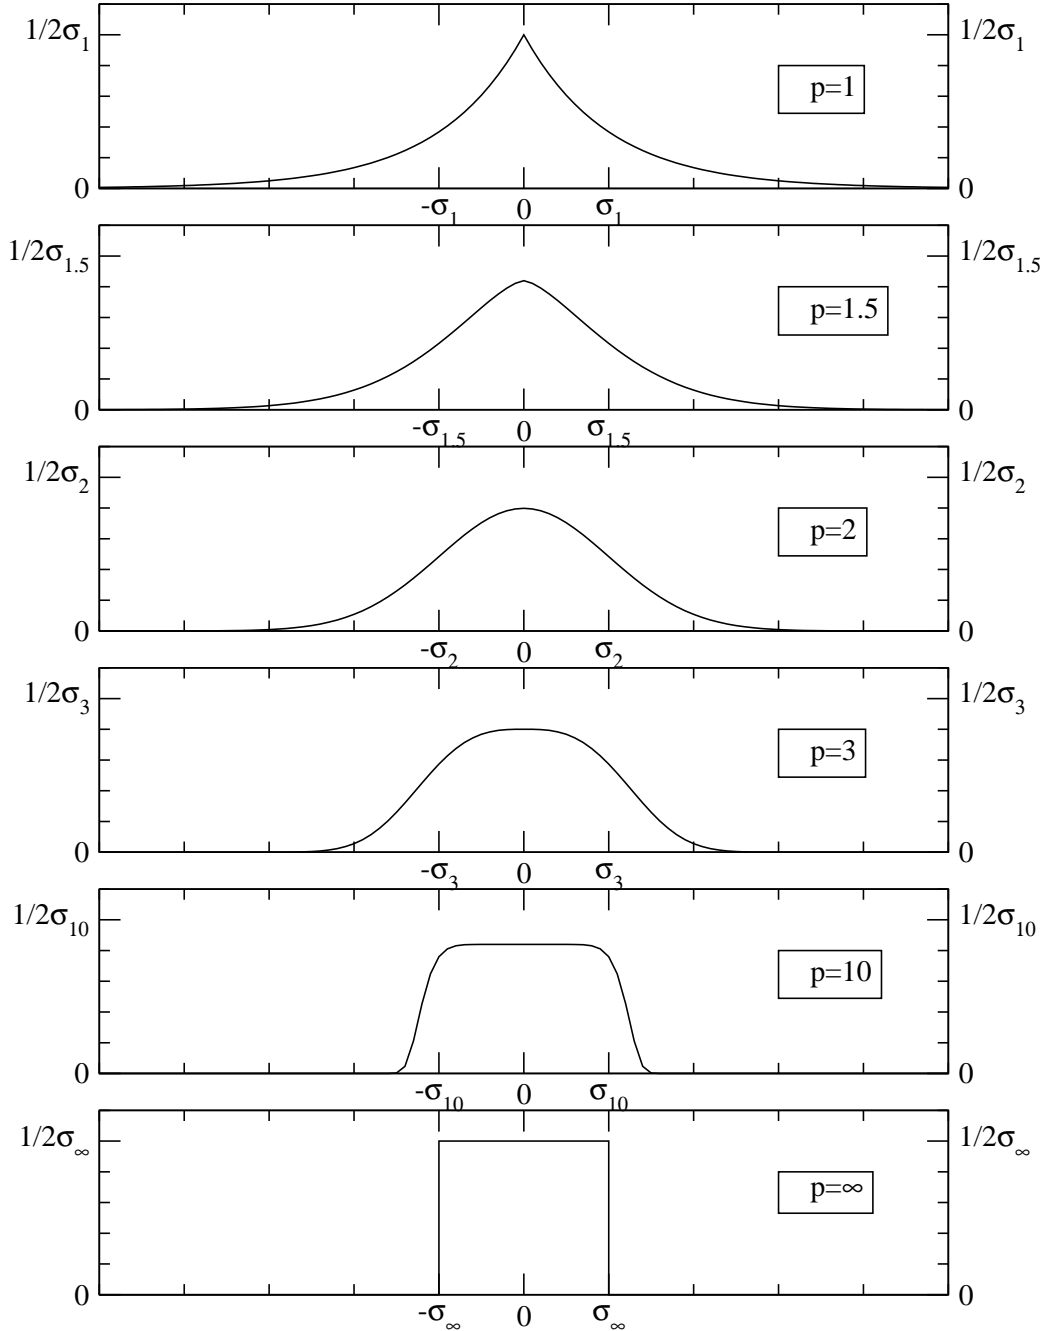 1/2σ₁ 1/2σ₁
p=1
0 0
-σ₁ 0 σ₁
1/2σ₁.₅ 1/2σ₁.₅
p=1.5
0 0
-σ₁.₅ 0 σ₁.₅
1/2σ₂ 1/2σ₂
p=2
0 0
-σ₂ 0 σ₂
1/2σ₃ 1/2σ₃
p=3
0 0
-σ₃ 0 σ₃
1/2σ₁₀ 1/2σ₁₀
p=10
0 0
-σ₁₀ 0 σ₁₀
1/2σ∞ 1/2σ∞
p=∞
0 0
-σ∞ 0 σ∞